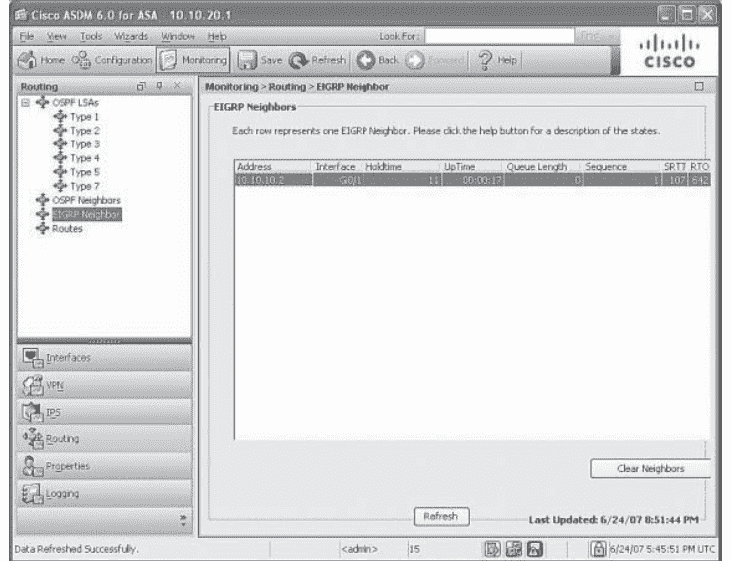 Cisco ASDM 6.0 for ASA - 10.10.20.1
File View Tools Wizards Window Help Look For: Find
Home Configuration Monitoring Save Refresh Back Forward Help
CISCO
Routing
OSPF LSAs
Type 1
Type 2
Type 3
Type 4
Type 5
Type 7
OSPF Neighbors
EIGRP Neighbor
Routes
Interfaces
VPN
IPS
Routing
Properties
Logging
Monitoring > Routing > EIGRP Neighbor
EIGRP Neighbors
Each row represents one EIGRP Neighbor. Please click the help button for a description of the states.
Address Interface Holdtime UpTime Queue Length Sequence SRTT RTO
10.10.10.2 G0/1 11 00:00:17 0 1 107 642
Clear Neighbors
Refresh
Last Updated: 6/24/07 8:51:44 PM
Data Refreshed Successfully. <admin> 15 6/24/07 5:45:51 PM UTC